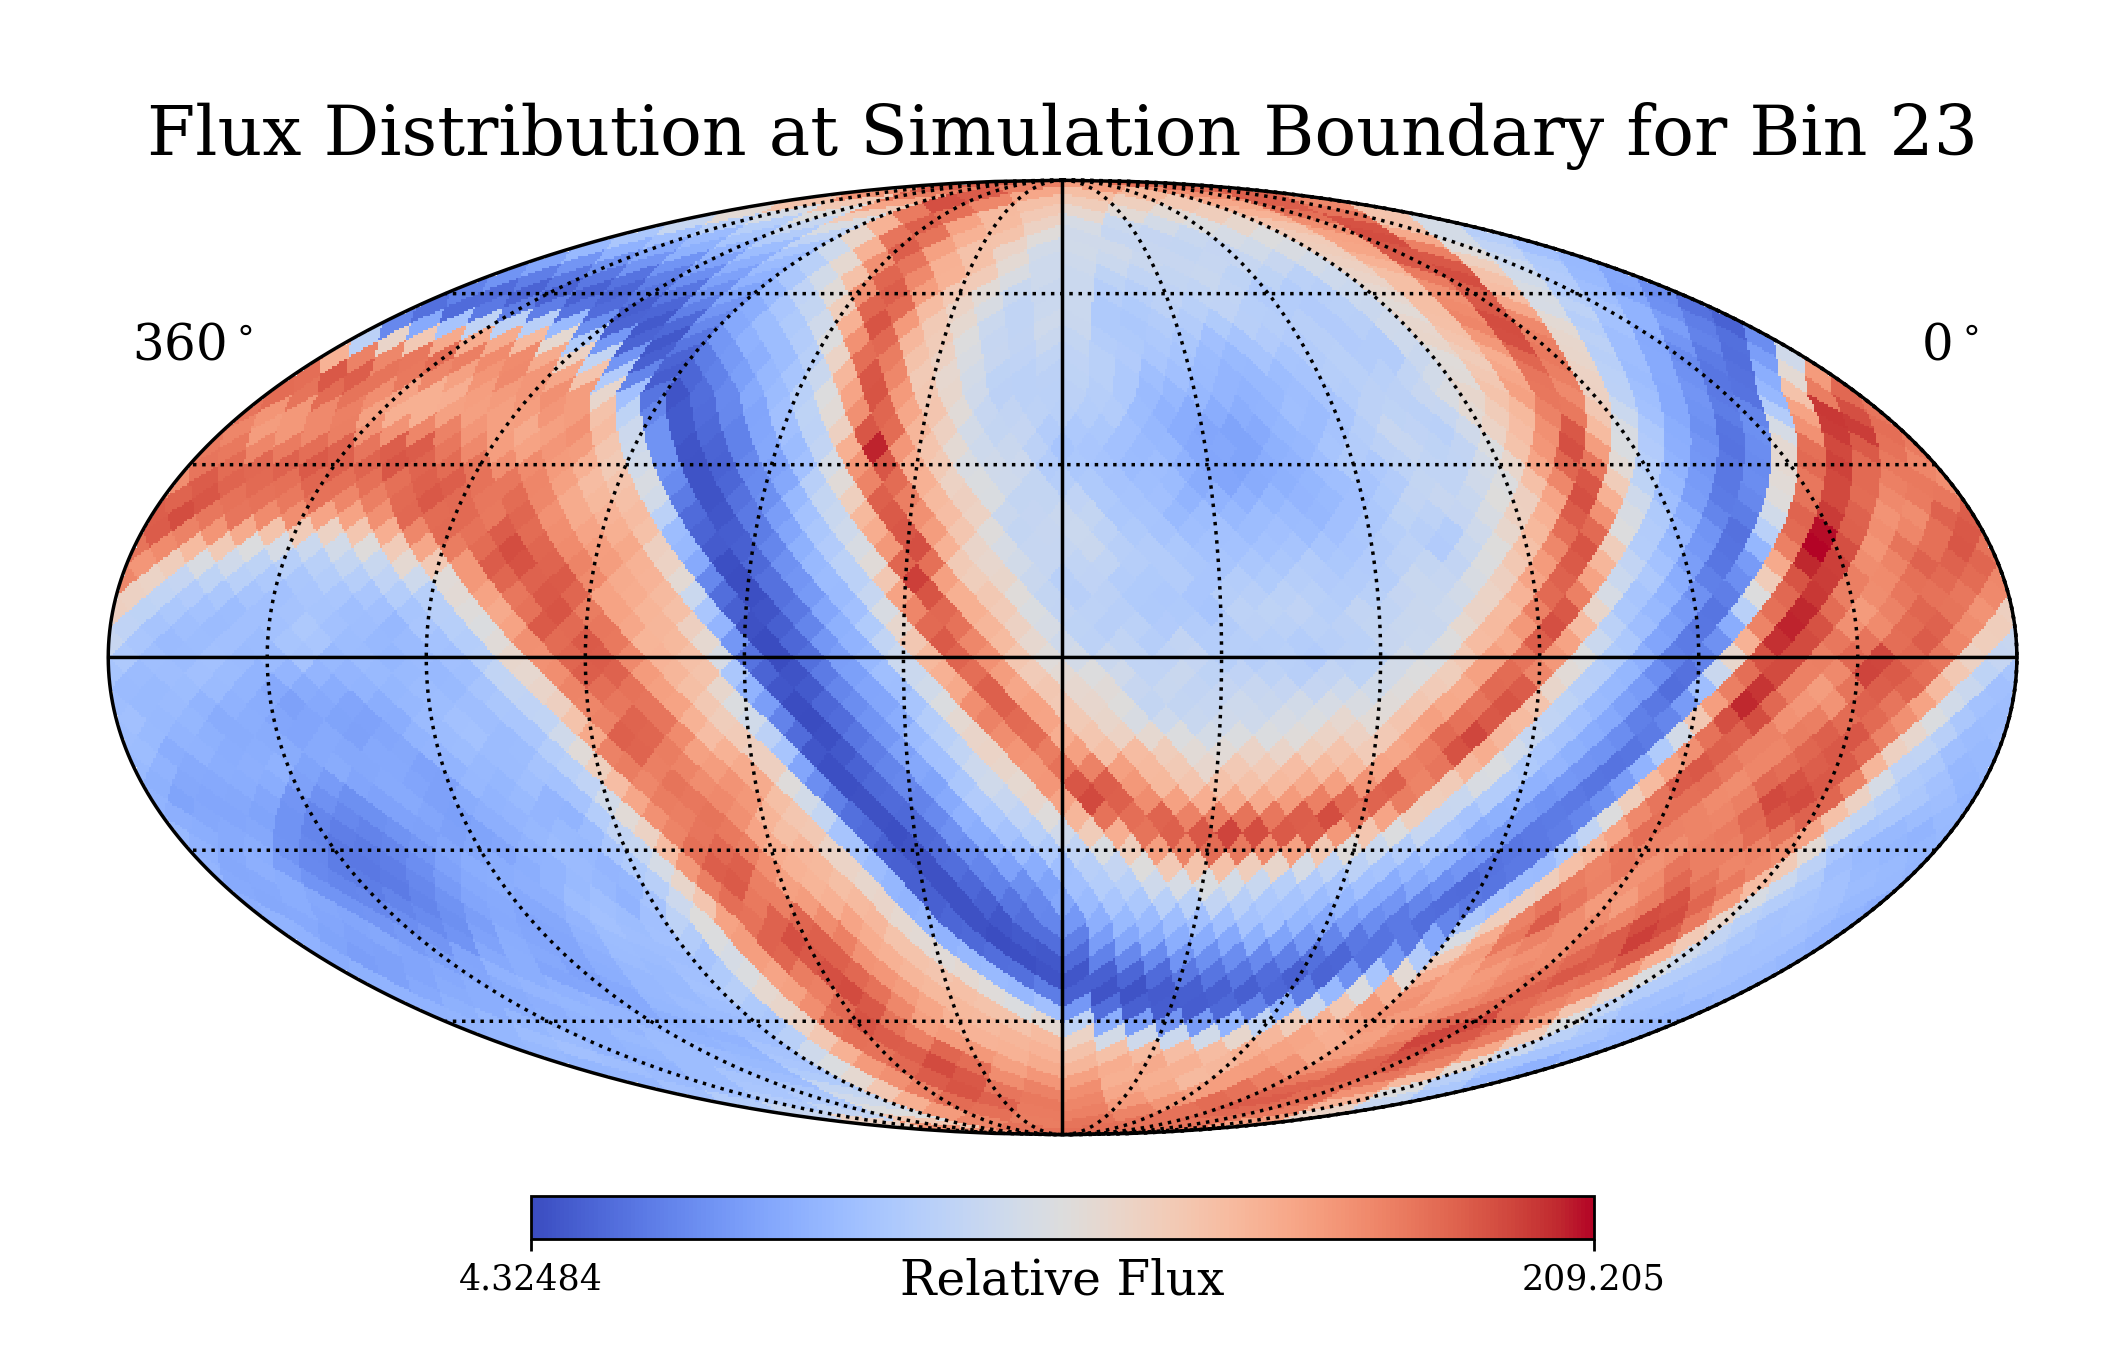 Flux Distribution at Simulation Boundary for Bin 23
360°
0°
4.32484
Relative Flux
209.205